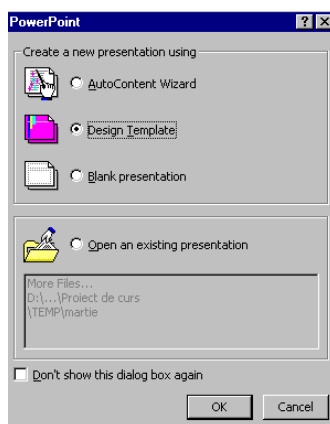 PowerPoint
Create a new presentation using
AutoContent Wizard
Design Template
Blank presentation
Open an existing presentation
More Files...
D:\...\Proiect de curs
\TEMP\martie
Don't show this dialog box again
OK Cancel